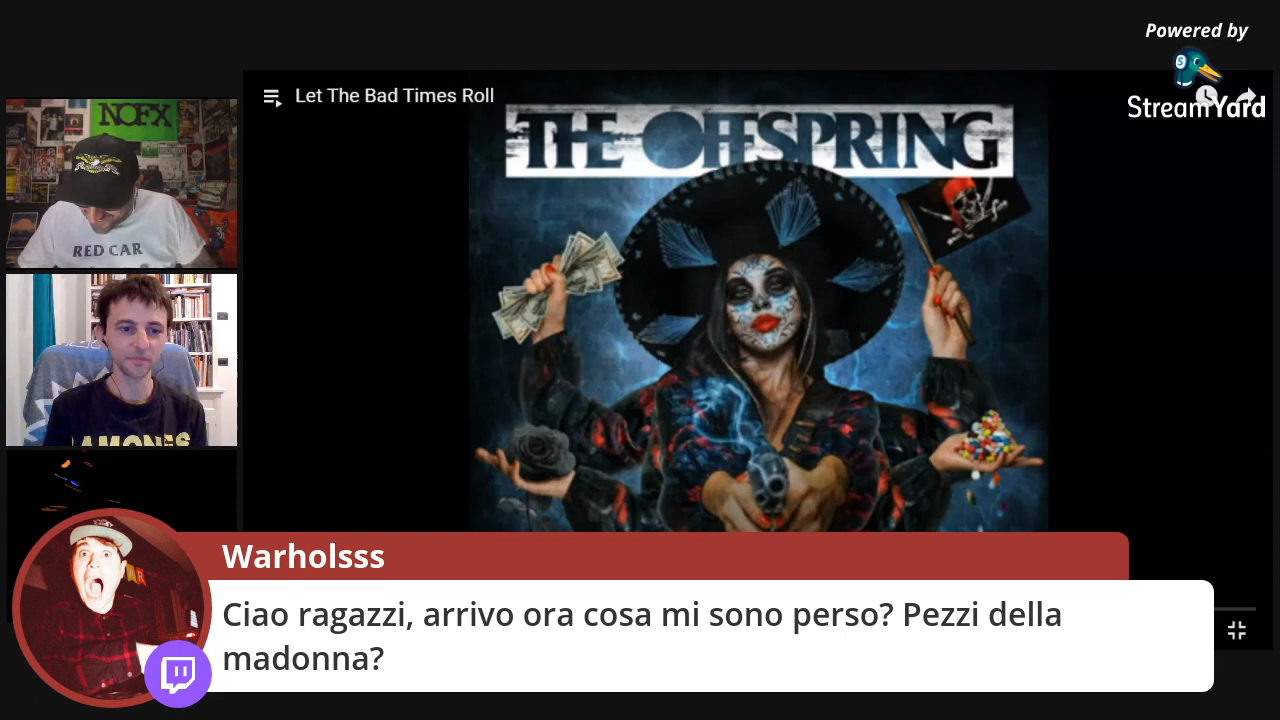 Powered by
StreamYard
Let The Bad Times Roll
THE OFFSPRING
NOFX
RED CAR
RAMONES
Warholsss
Ciao ragazzi, arrivo ora cosa mi sono perso? Pezzi della
madonna?